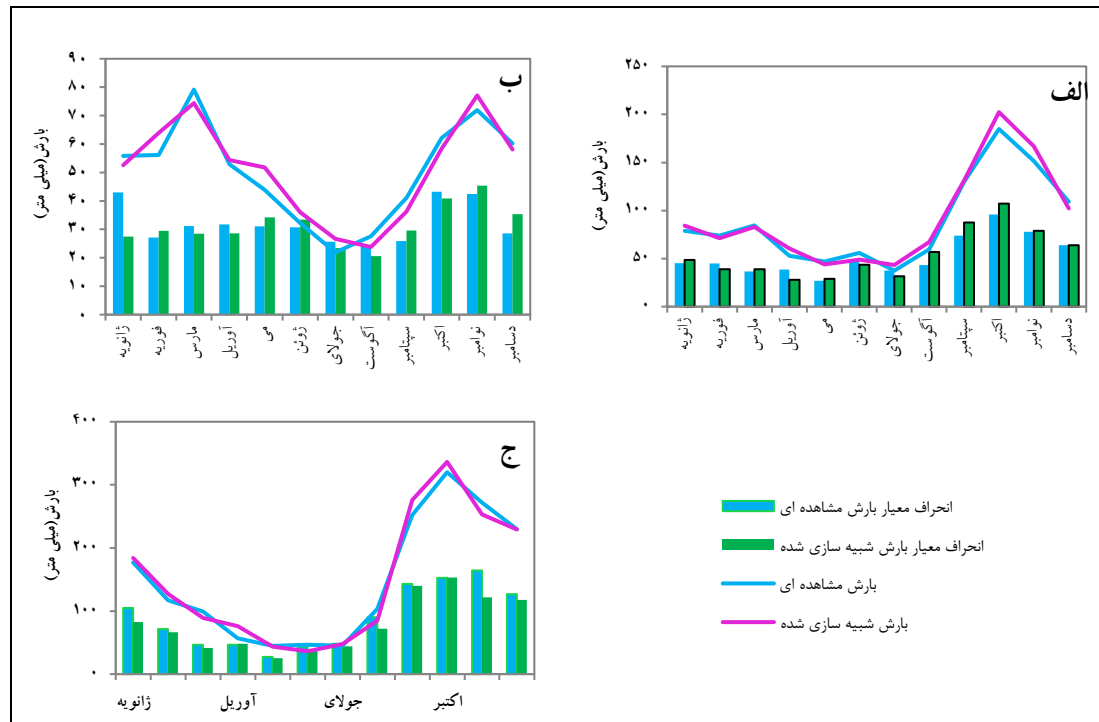 الف
بارش(میلی متر)
۲۵۰
۲۰۰
۱۵۰
۱۰۰
۵۰
۰
ژانویه
فوریه
مارس
آوریل
می
ژوئن
جولای
آگوست
سپتامبر
اکتبر
نوامبر
دسامبر
ب
بارش(میلی متر)
۹۰
۸۰
۷۰
۶۰
۵۰
۴۰
۳۰
۲۰
۱۰
۰
ژانویه
فوریه
مارس
آوریل
می
ژوئن
جولای
آگوست
سپتامبر
اکتبر
نوامبر
دسامبر
ج
بارش(میلی متر)
۴۰۰
۳۰۰
۲۰۰
۱۰۰
۰
ژانویه
آوریل
جولای
اکتبر
انحراف معیار بارش مشاهده ای
انحراف معیار بارش شبیه سازی شده
بارش مشاهده ای
بارش شبیه سازی شده